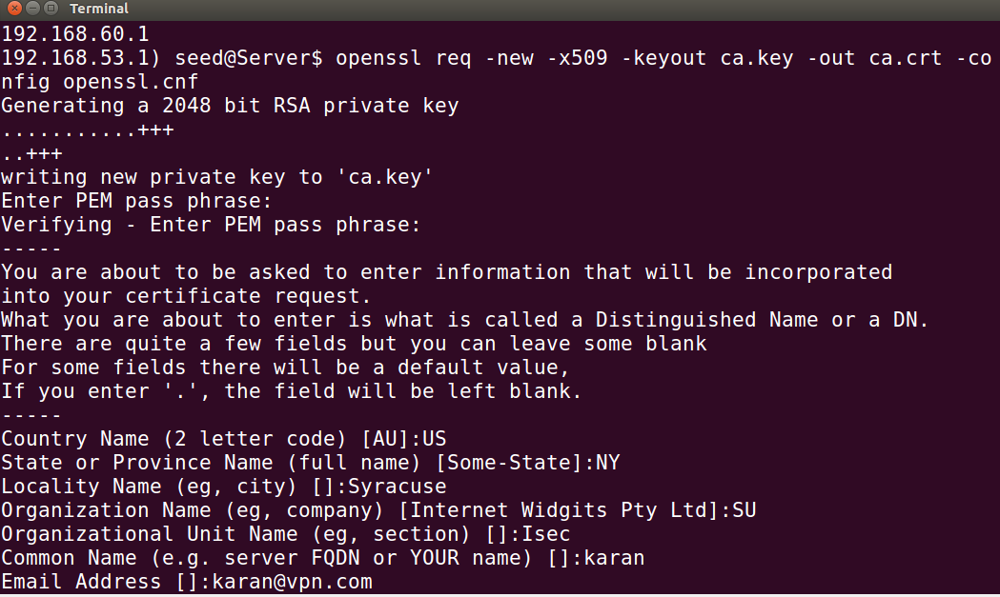 Terminal
192.168.60.1
192.168.53.1) seed@Server$ openssl req -new -x509 -keyout ca.key -out ca.crt -co
nfig openssl.cnf
Generating a 2048 bit RSA private key
...........+++
..+++
writing new private key to 'ca.key'
Enter PEM pass phrase:
Verifying - Enter PEM pass phrase:
-----
You are about to be asked to enter information that will be incorporated
into your certificate request.
What you are about to enter is what is called a Distinguished Name or a DN.
There are quite a few fields but you can leave some blank
For some fields there will be a default value,
If you enter '.', the field will be left blank.
-----
Country Name (2 letter code) [AU]:US
State or Province Name (full name) [Some-State]:NY
Locality Name (eg, city) []:Syracuse
Organization Name (eg, company) [Internet Widgits Pty Ltd]:SU
Organizational Unit Name (eg, section) []:Isec
Common Name (e.g. server FQDN or YOUR name) []:karan
Email Address []:karan@vpn.com